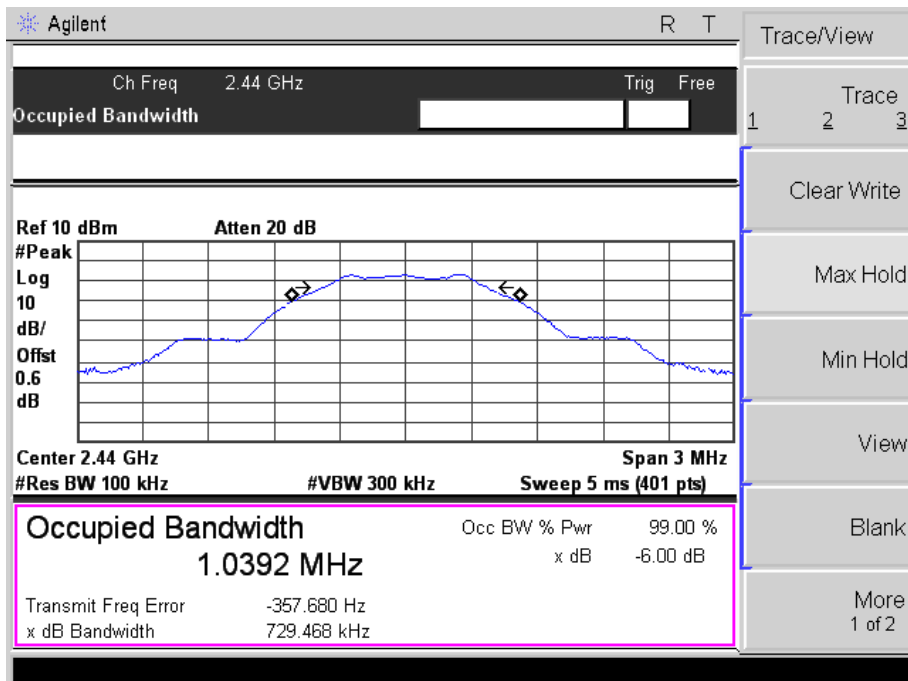 Agilent R T
Ch Freq 2.44 GHz Trig Free
Occupied Bandwidth
Ref 10 dBm Atten 20 dB
#Peak
Log
10
dB/
Offst
0.6
dB
Center 2.44 GHz Span 3 MHz
#Res BW 100 kHz #VBW 300 kHz Sweep 5 ms (401 pts)
Occupied Bandwidth Occ BW % Pwr 99.00 %
1.0392 MHz x dB -6.00 dB
Transmit Freq Error -357.680 Hz
x dB Bandwidth 729.468 kHz
Trace/View
Trace
1 2 3
Clear Write
Max Hold
Min Hold
View
Blank
More
1 of 2